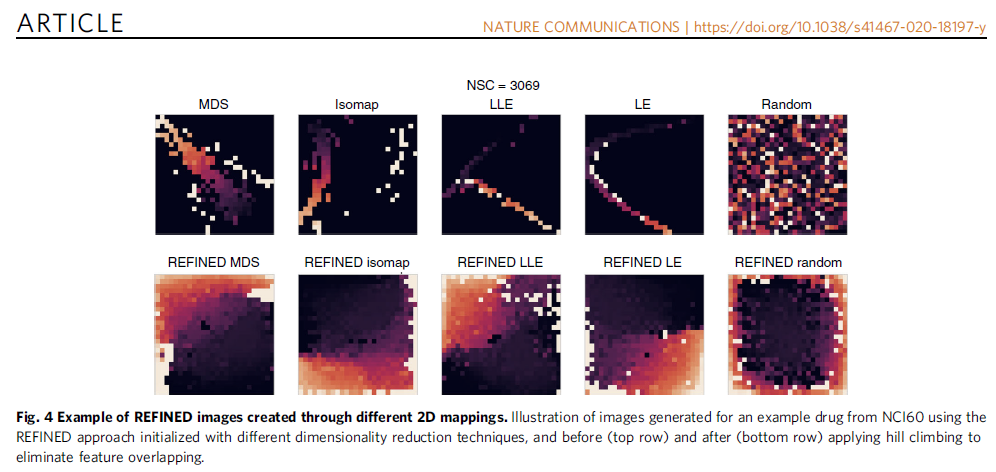 ARTICLE
NATURE COMMUNICATIONS | https://doi.org/10.1038/s41467-020-18197-y
NSC = 3069
MDS Isomap LLE LE Random
REFINED MDS REFINED isomap REFINED LLE REFINED LE REFINED random
Fig. 4 Example of REFINED images created through different 2D mappings. Illustration of images generated for an example drug from NCI60 using the
REFINED approach initialized with different dimensionality reduction techniques, and before (top row) and after (bottom row) applying hill climbing to
eliminate feature overlapping.